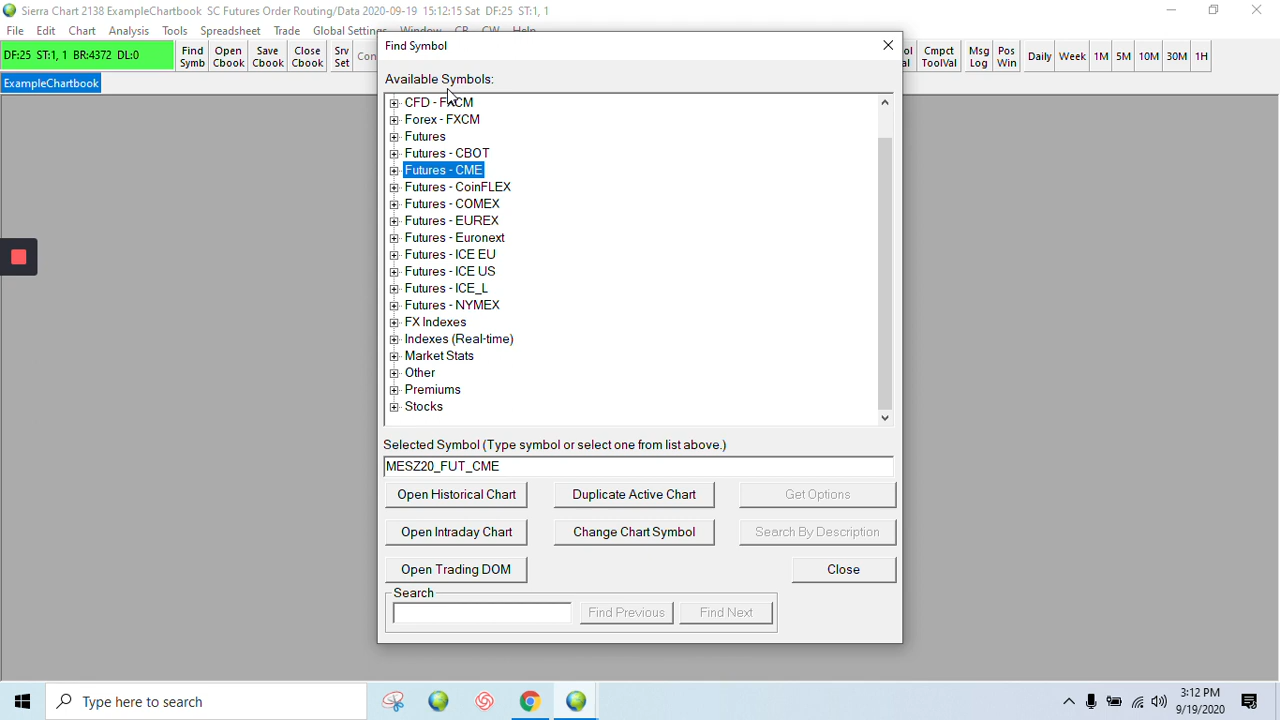 Sierra Chart 2138 ExampleChartbook SC Futures Order Routing/Data 2020-09-19 15:12:15 Sat DF:25 ST:1, 1
File Edit Chart Analysis Tools Spreadsheet Trade Global Settings Window CR CW Help
DF:25 ST:1, 1 BR:4372 DL:0
Find Symb
Open Cbook
Save Cbook
Close Cbook
Srv Set
Cmpct ToolVal
Msg Log
Pos Win
Daily Week 1M 5M 10M 30M 1H
ExampleChartbook
Find Symbol
Available Symbols:
CFD - FXCM
Forex - FXCM
Futures
Futures - CBOT
Futures - CME
Futures - CoinFLEX
Futures - COMEX
Futures - EUREX
Futures - Euronext
Futures - ICE EU
Futures - ICE US
Futures - ICE_L
Futures - NYMEX
FX Indexes
Indexes (Real-time)
Market Stats
Other
Premiums
Stocks
Selected Symbol (Type symbol or select one from list above.)
MESZ20_FUT_CME
Open Historical Chart Duplicate Active Chart Get Options
Open Intraday Chart Change Chart Symbol Search By Description
Open Trading DOM Close
Search
Find Previous Find Next
Type here to search
3:12 PM
9/19/2020